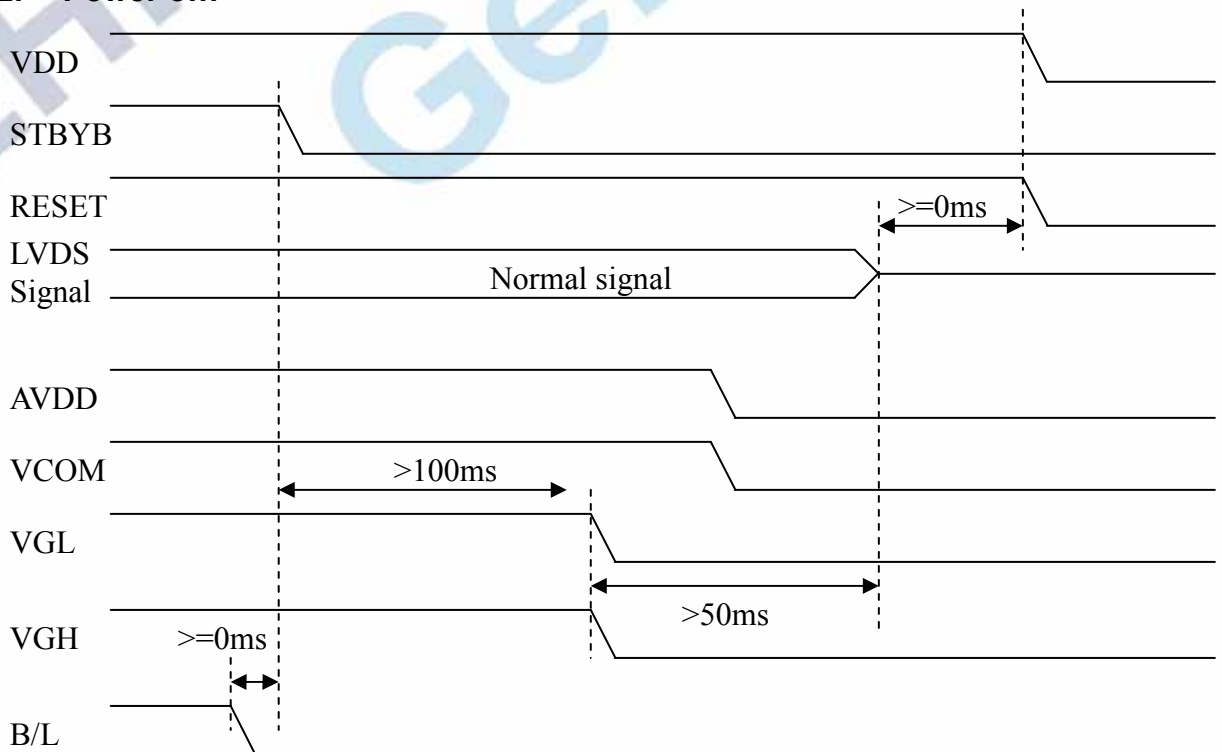 VDD
STBYB
RESET
>=0ms
LVDS
Signal
Normal signal
AVDD
VCOM
>100ms
VGL
>50ms
VGH
>=0ms
B/L